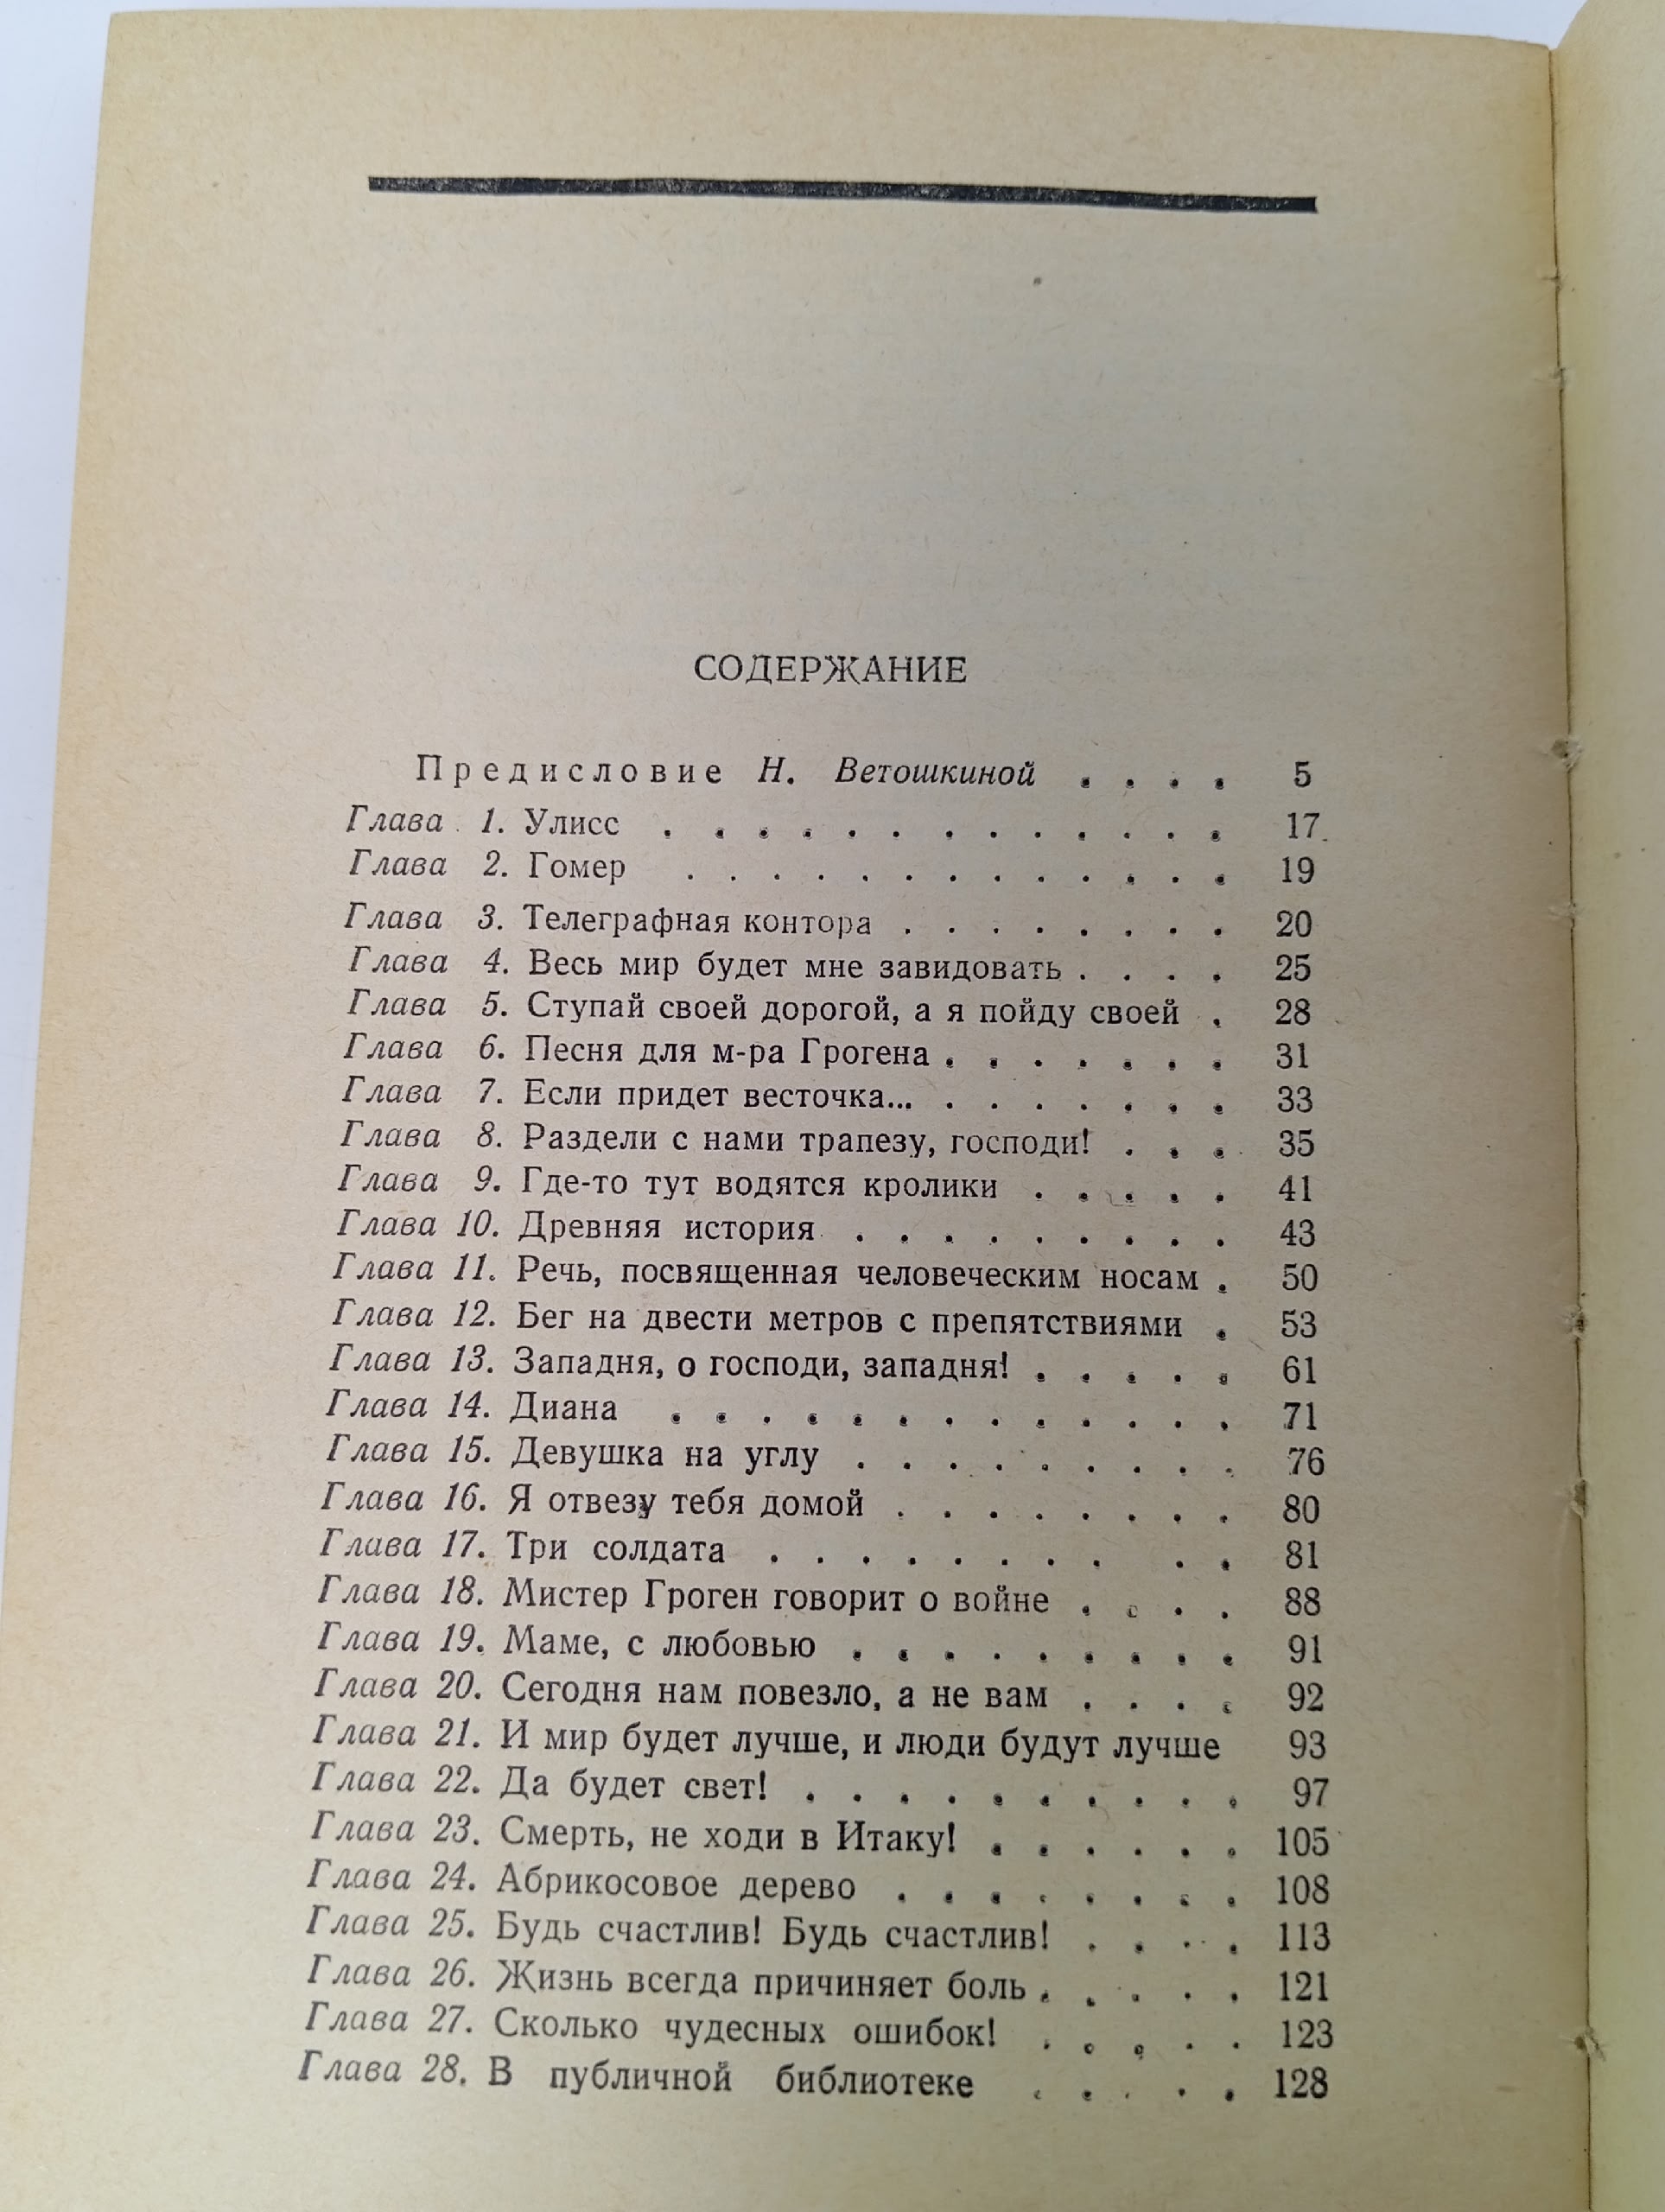 СОДЕРЖАНИЕ
Предисловие Н. Ветошкиной . . . . 5
Глава 1. Улисс . . . . . . . . . . . . . 17
Глава 2. Гомер . . . . . . . . . . . . . 19
Глава 3. Телеграфная контора . . . . . . . . 20
Глава 4. Весь мир будет мне завидовать . . . . 25
Глава 5. Ступай своей дорогой, а я пойду своей . 28
Глава 6. Песня для м-ра Грогена . . . . . . . 31
Глава 7. Если придет весточка... . . . . . . . 33
Глава 8. Раздели с нами трапезу, господи! . . . 35
Глава 9. Где-то тут водятся кролики . . . . . 41
Глава 10. Древняя история . . . . . . . . . 43
Глава 11. Речь, посвященная человеческим носам . 50
Глава 12. Бег на двести метров с препятствиями . 53
Глава 13. Западня, о господи, западня! . . . . . 61
Глава 14. Диана . . . . . . . . . . . . . 71
Глава 15. Девушка на углу . . . . . . . . . 76
Глава 16. Я отвезу тебя домой . . . . . . . . 80
Глава 17. Три солдата . . . . . . . . . . 81
Глава 18. Мистер Гроген говорит о войне . . . . 88
Глава 19. Маме, с любовью . . . . . . . . . 91
Глава 20. Сегодня нам повезло, а не вам . . . . 92
Глава 21. И мир будет лучше, и люди будут лучше 93
Глава 22. Да будет свет! . . . . . . . . . . 97
Глава 23. Смерть, не ходи в Итаку! . . . . . . 105
Глава 24. Абрикосовое дерево . . . . . . . . 108
Глава 25. Будь счастлив! Будь счастлив! . . . . 113
Глава 26. Жизнь всегда причиняет боль . . . . . 121
Глава 27. Сколько чудесных ошибок! . . . . . 123
Глава 28. В публичной библиотеке . . . . . 128